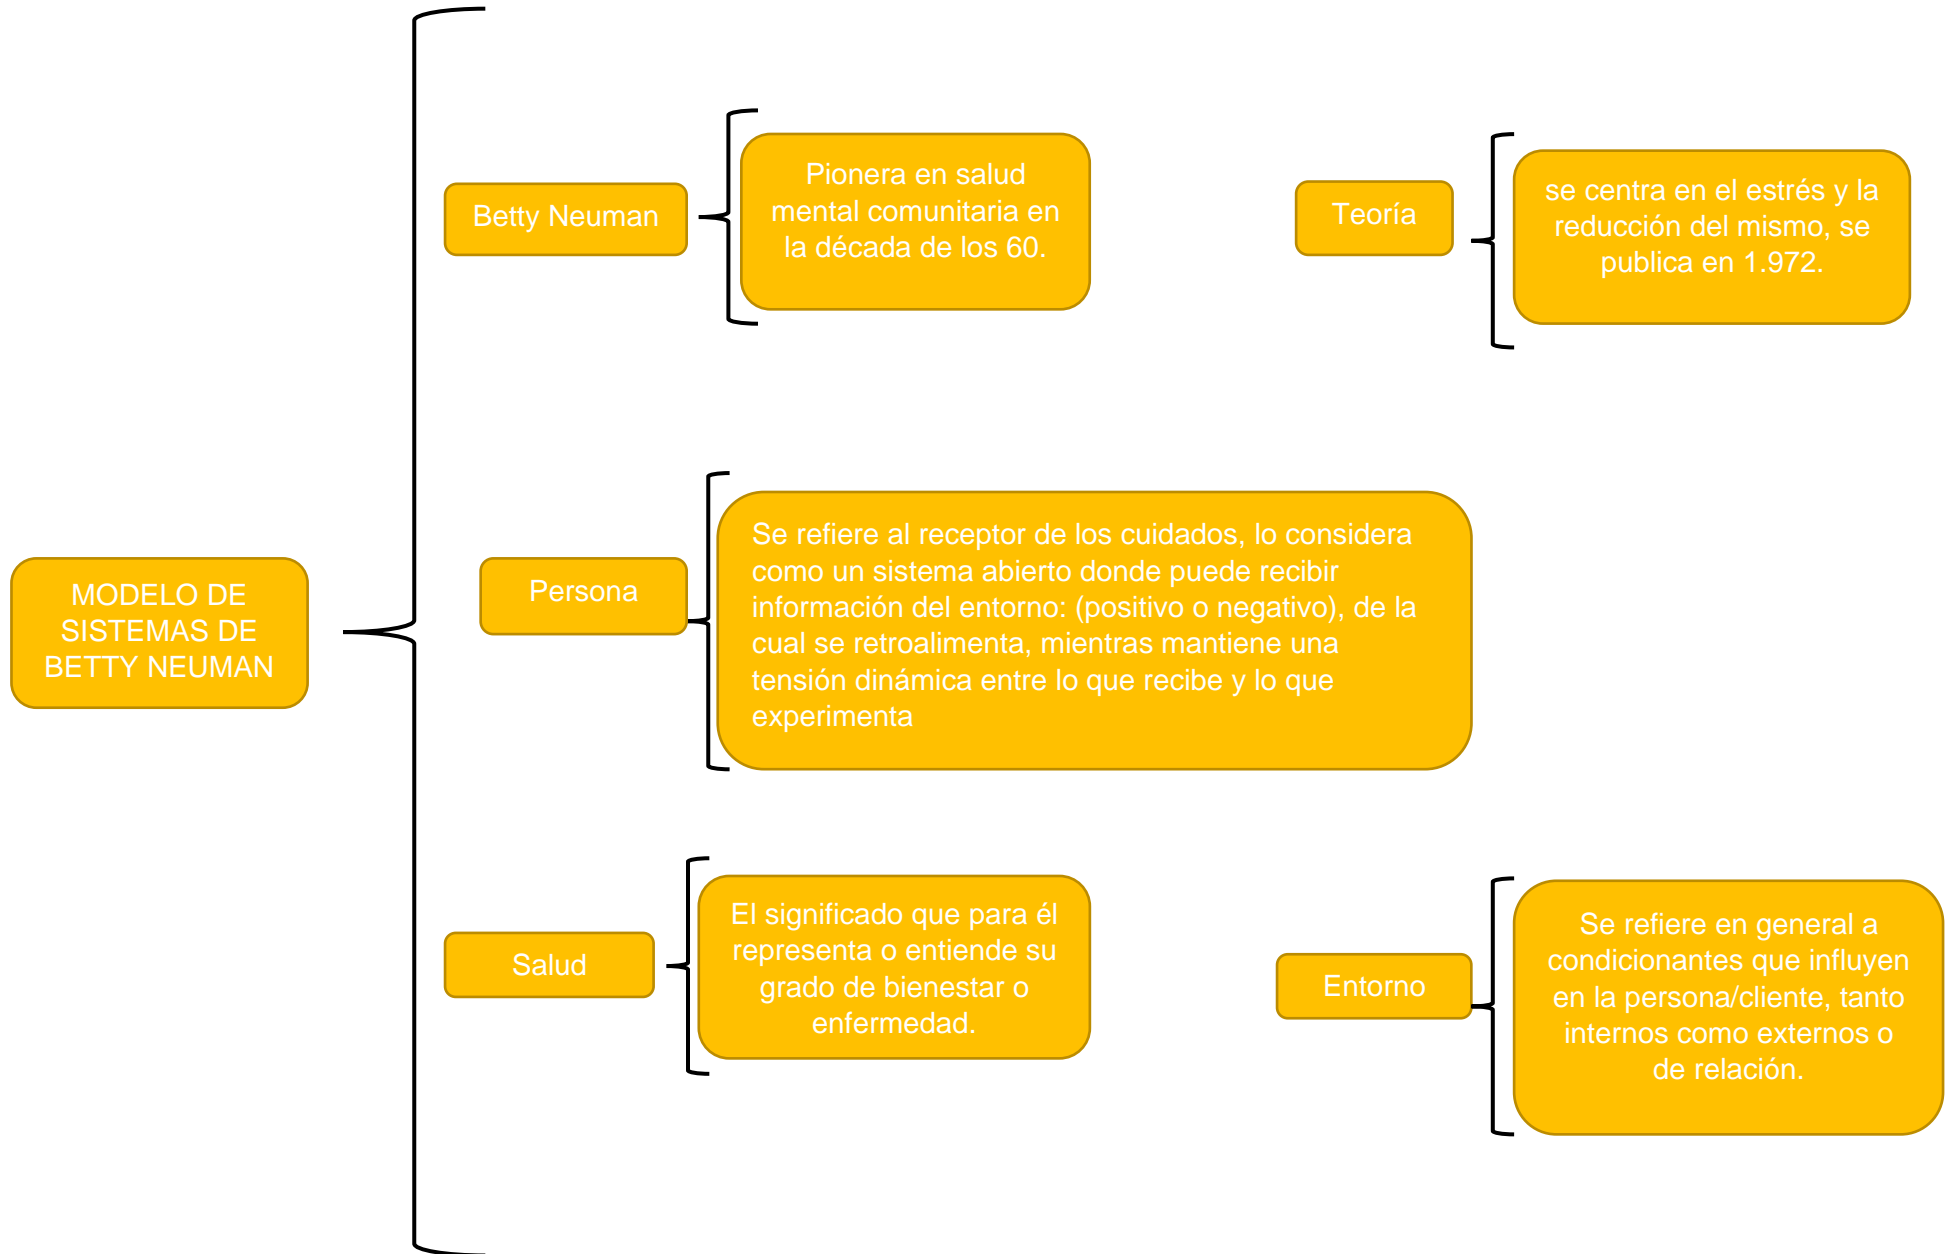 MODELO DE
SISTEMAS DE
BETTY NEUMAN
Betty Neuman
Pionera en salud
mental comunitaria en
la década de los 60.
Teoría
se centra en el estrés y la
reducción del mismo, se
publica en 1.972.
Persona
Se refiere al receptor de los cuidados, lo considera
como un sistema abierto donde puede recibir
información del entorno: (positivo o negativo), de la
cual se retroalimenta, mientras mantiene una
tensión dinámica entre lo que recibe y lo que
experimenta
Salud
El significado que para él
representa o entiende su
grado de bienestar o
enfermedad.
Entorno
Se refiere en general a
condicionantes que influyen
en la persona/cliente, tanto
internos como externos o
de relación.